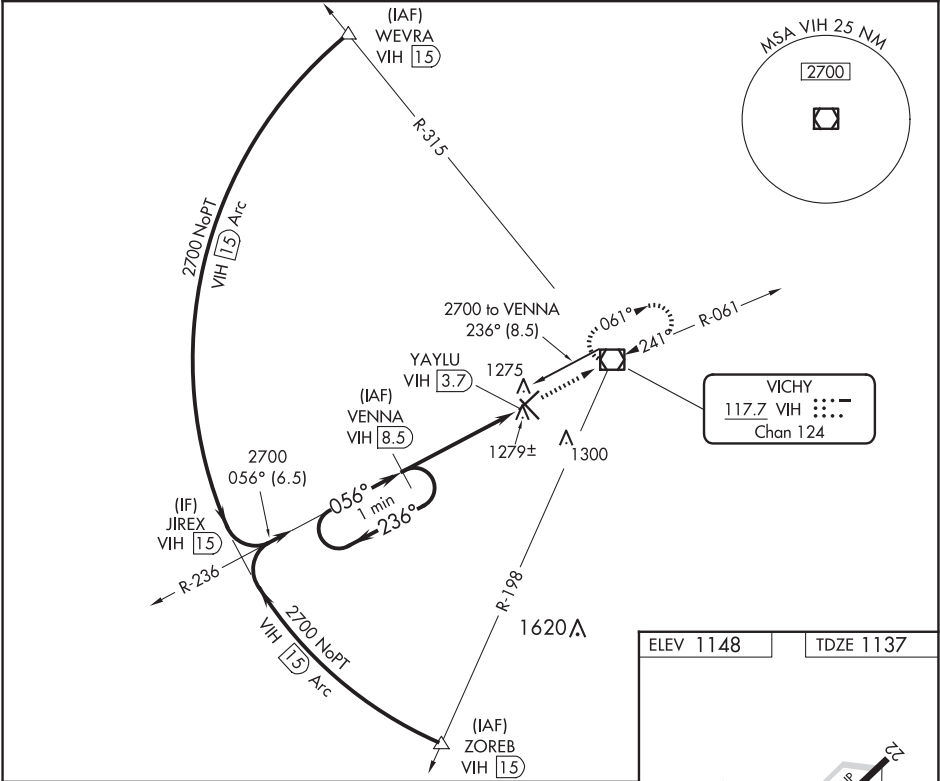 (IAF)
WEVRA
VIH 15
MSA VIH 25 NM
2700
R-315
2700 NoPT
VIH 15 Arc
2700 to VENNA
236° (8.5)
061°
241°
R-061
YAYLU
VIH 3.7
1275
1279±
1300
VICHY
117.7 VIH
Chan 124
(IAF)
VENNA
VIH 8.5
2700
056° (6.5)
056°
1 min
236°
(IF)
JIREX
VIH 15
R-236
R-198
2700 NoPT
VIH 15 Arc
1620
(IAF)
ZOREB
VIH 15
ELEV 1148
TDZE 1137
22